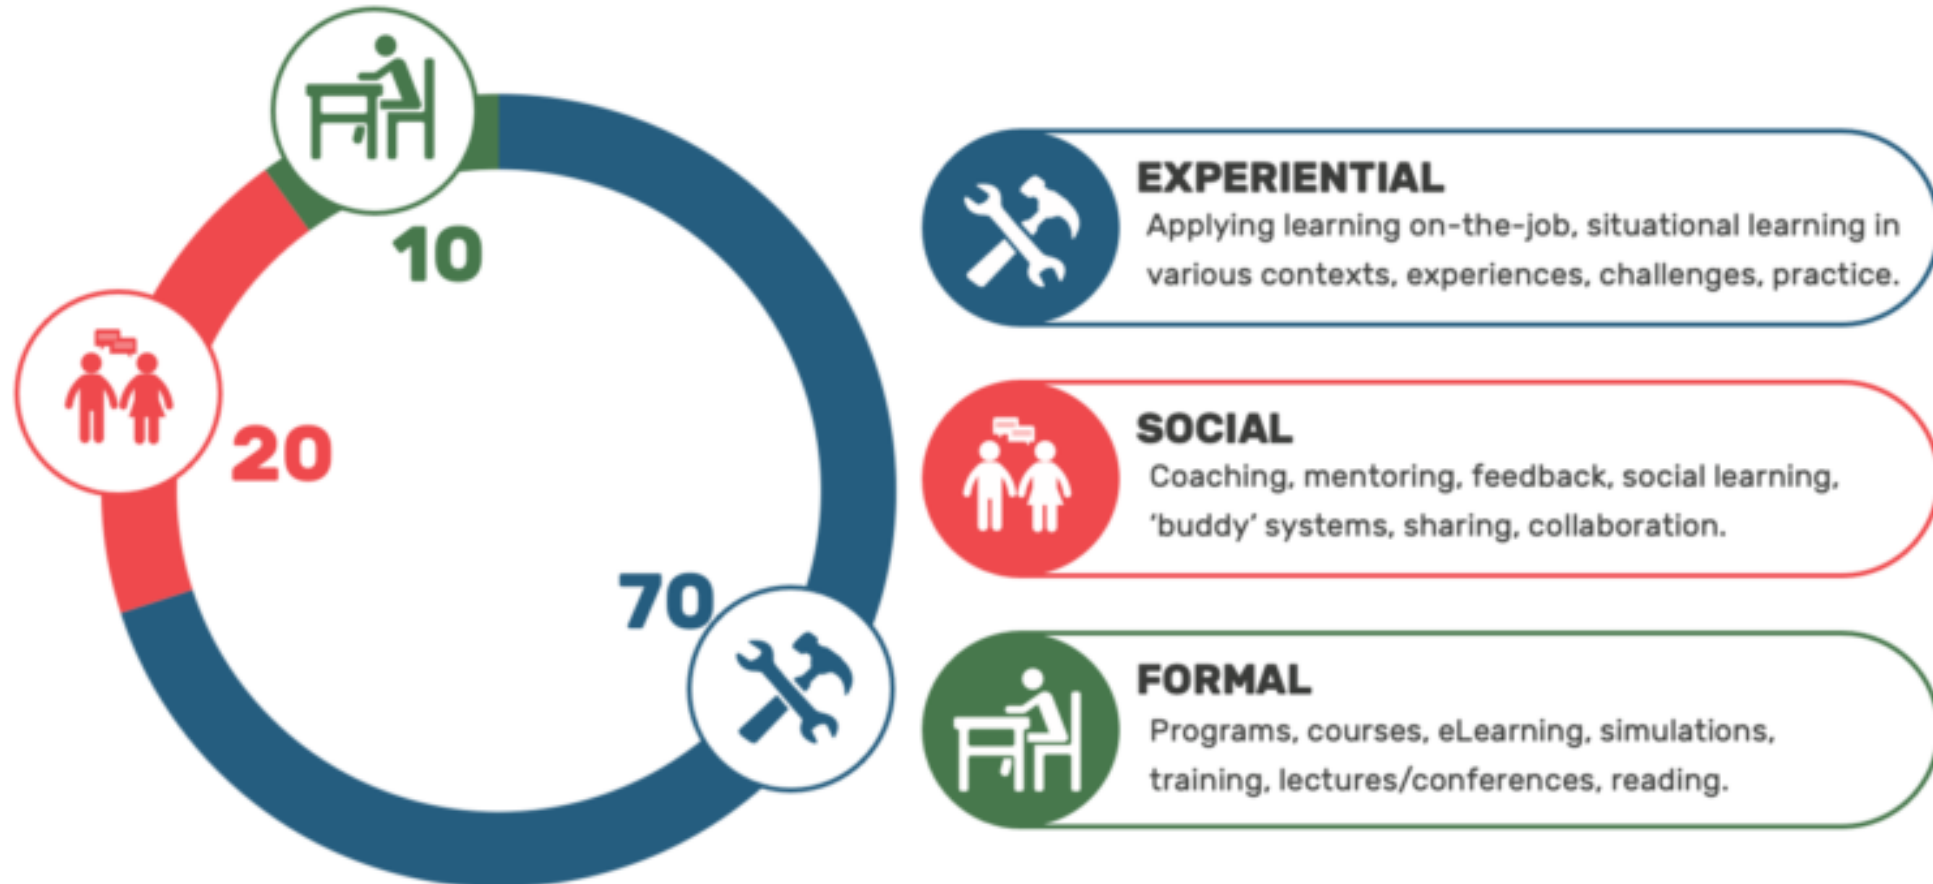 10
20
70
EXPERIENTIAL
Applying learning on-the-job, situational learning in
various contexts, experiences, challenges, practice.
SOCIAL
Coaching, mentoring, feedback, social learning,
‘buddy’ systems, sharing, collaboration.
FORMAL
Programs, courses, eLearning, simulations,
training, lectures/conferences, reading.